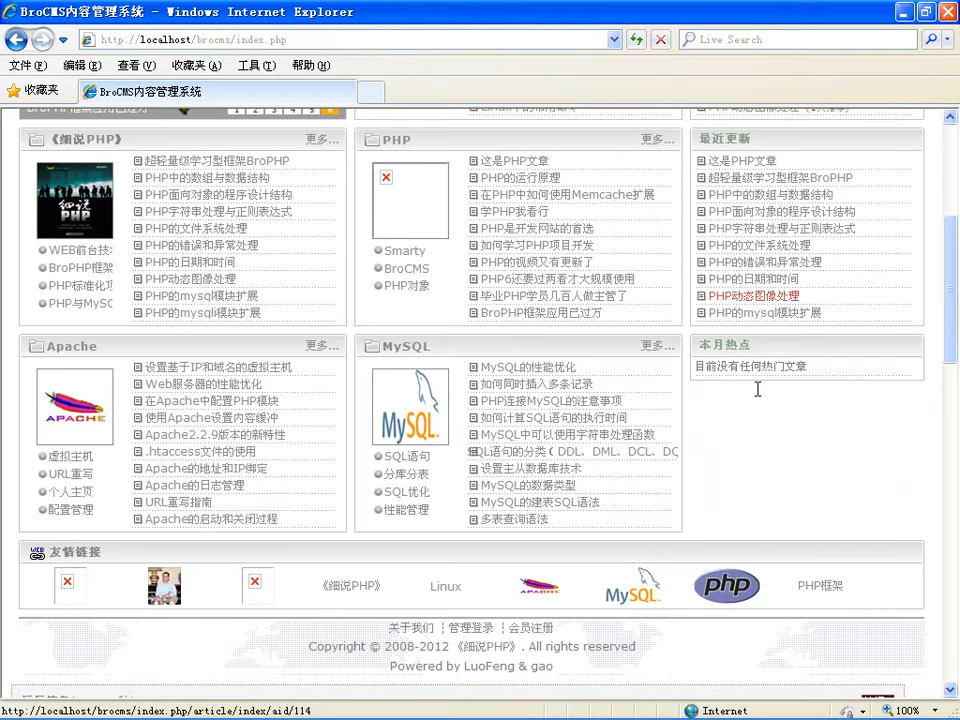 BroCMS内容管理系统 - Windows Internet Explorer
http://localhost/brocms/index.php
Live Search
文件(F) 编辑(E) 查看(V) 收藏夹(A) 工具(T) 帮助(H)
收藏夹
BroCMS内容管理系统
1 2 3 4 5 6
《细说PHP》 更多...
超轻量级学习型框架BroPHP
PHP中的数组与数据结构
PHP面向对象的程序设计结构
PHP字符串处理与正则表达式
PHP的文件系统处理
PHP的错误和异常处理
PHP的日期和时间
PHP动态图像处理
PHP的mysql模块扩展
PHP的mysqli模块扩展
细说
PHP
WEB前台技
BroPHP框架
PHP标准化项
PHP与MySC
PHP 更多...
这是PHP文章
PHP的运行原理
在PHP中如何使用Memcache扩展
学PHP我看行
PHP是开发网站的首选
如何学习PHP项目开发
PHP的视频又有更新了
PHP6还要过两看才大规模使用
毕业PHP学员几百人做主管了
BroPHP框架应用已过万
Smarty
BroCMS
PHP对象
最近更新
这是PHP文章
超轻量级学习型框架BroPHP
PHP中的数组与数据结构
PHP面向对象的程序设计结构
PHP字符串处理与正则表达式
PHP的文件系统处理
PHP的错误和异常处理
PHP的日期和时间
PHP动态图像处理
PHP的mysql模块扩展
Apache 更多...
设置基于IP和域名的虚拟主机
Web服务器的性能优化
在Apache中配置PHP模块
使用Apache设置内容缓冲
Apache2.2.9版本的新特性
.htaccess文件的使用
Apache的地址和IP绑定
Apache的日志管理
URL重写指南
Apache的启动和关闭过程
APACHE
虚拟主机
URL重写
个人主页
配置管理
MySQL 更多...
MySQL的性能优化
如何同时插入多条记录
PHP连接MySQL的注意事项
如何计算SQL语句的执行时间
MySQL中可以使用字符串处理函数
SQL语句的分类 ( DDL、DML、DCL、DQ
设置主从数据库技术
MySQL的数据类型
MySQL的建表SQL语法
多表查询语法
MySQL
SQL语句
分库分表
SQL优化
性能管理
本月热点
目前没有任何热门文章
WEB 友情链接
《细说PHP》 Linux APACHE MySQL php PHP框架
关于我们 ¦ 管理登录 ¦ 会员注册
Copyright © 2008-2012 《细说PHP》. All rights reserved
Powered by LuoFeng & gao
http://localhost/brocms/index.php/article/index/aid/114
Internet
100%